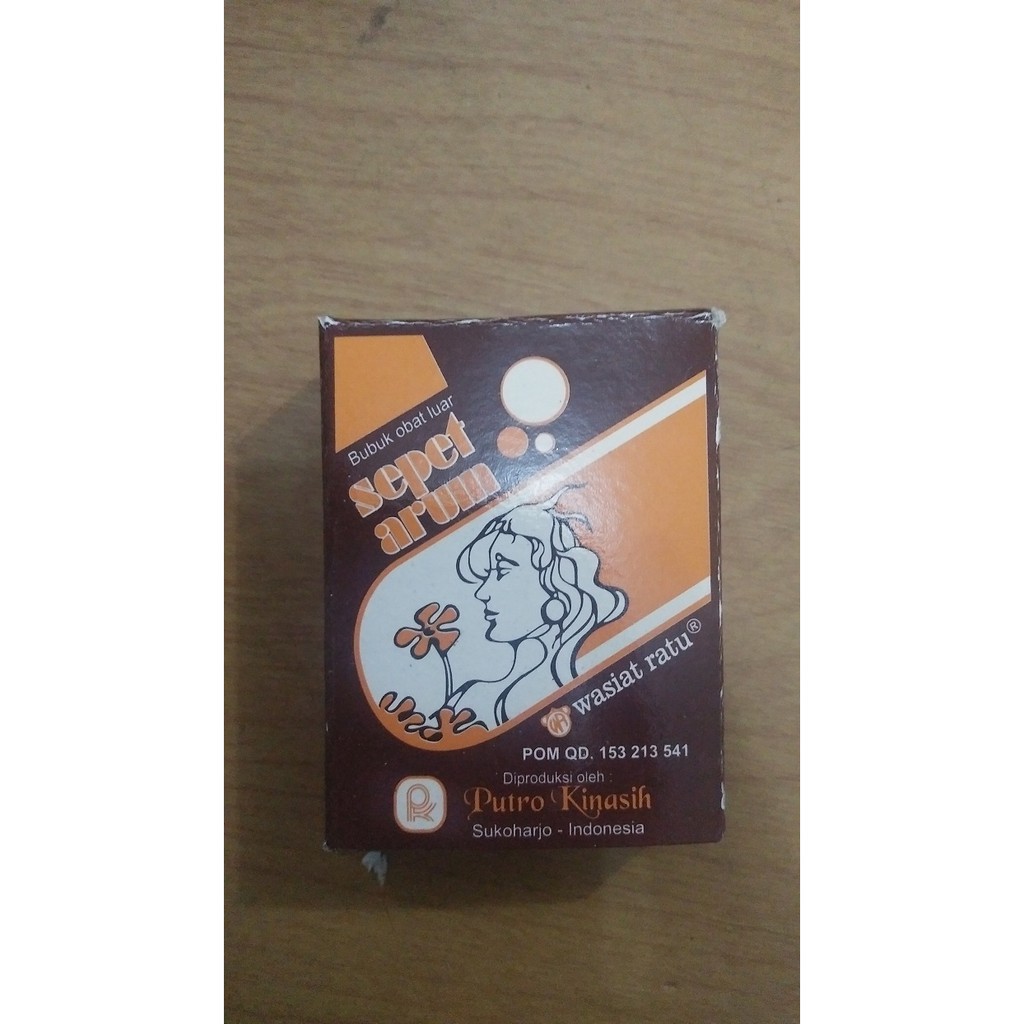 Bubuk obat luar
sepet
arum
wasiat ratu®
POM QD. 153 213 541
Diproduksi oleh :
Putro Kinasih
Sukoharjo - Indonesia